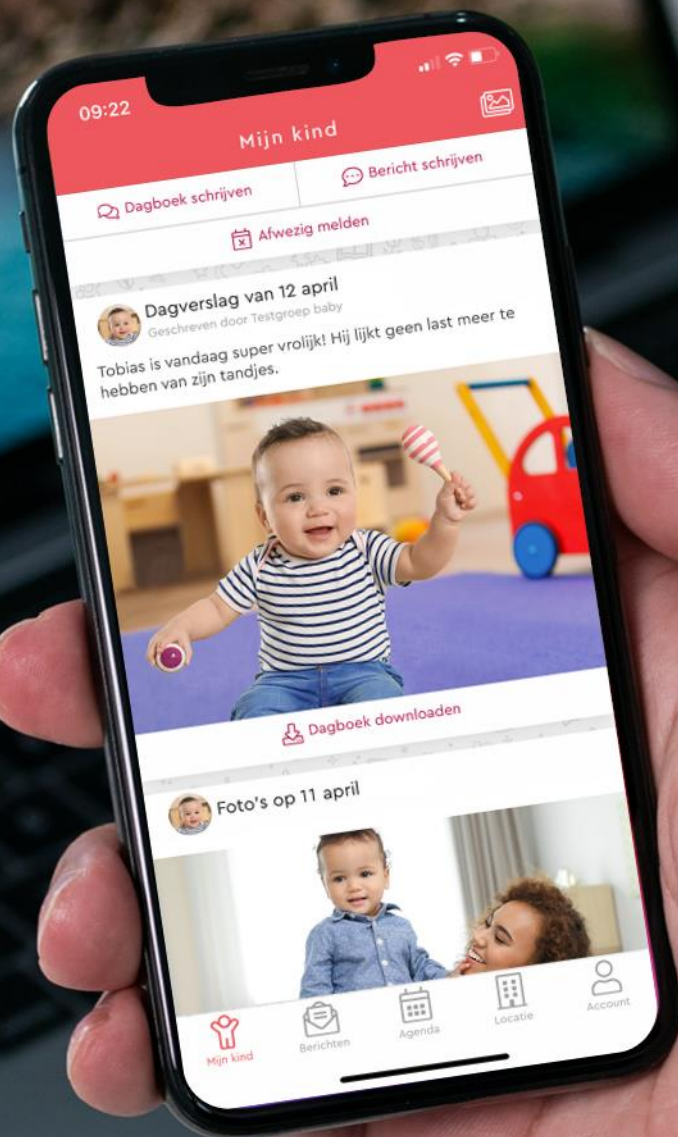 09:22
Mijn kind
Dagboek schrijven
Bericht schrijven
Afwezig melden
Dagverslag van 12 april
Geschreven door Testgroep baby
Tobias is vandaag super vrolijk! Hij lijkt geen last meer te
hebben van zijn tandjes.
Dagboek downloaden
Foto's op 11 april
Mijn kind
Berichten
Agenda
Locatie
Account